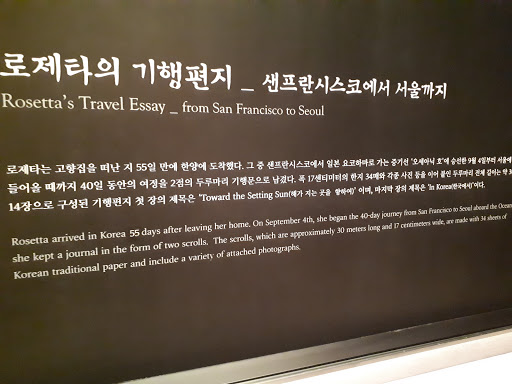 로제타의 기행편지 _ 샌프란시스코에서 서울까지
Rosetta's Travel Essay _ from San Francisco to Seoul
로제타는 고향집을 떠난 지 55일 만에 한양에 도착했다. 그 중 샌프란시스코에서 일본 요코하마로 가는 증기선 '오세아닉 호'에 승선한 9월 4일부터 서울에
들어올 때까지 40일 동안의 여정을 2점의 두루마리 기행문으로 남겼다. 폭 17센티미터의 한지 34매와 각종 사진 등을 이어 붙인 두루마리 전체 길이는 약 3
14장으로 구성된 기행편지 첫 장의 제목은 'Toward the Setting Sun(해가 지는 곳을 향하여)' 이며, 마지막 장의 제목은 'In Korea(한국에서)'이다.
Rosetta arrived in Korea 55 days after leaving her home. On September 4th, she began the 40-day journey from San Francisco to Seoul aboard the Ocean
she kept a journal in the form of two scrolls. The scrolls, which are approximately 30 meters long and 17 centimeters wide, are made with 34 sheets of
Korean traditional paper and include a variety of attached photographs.